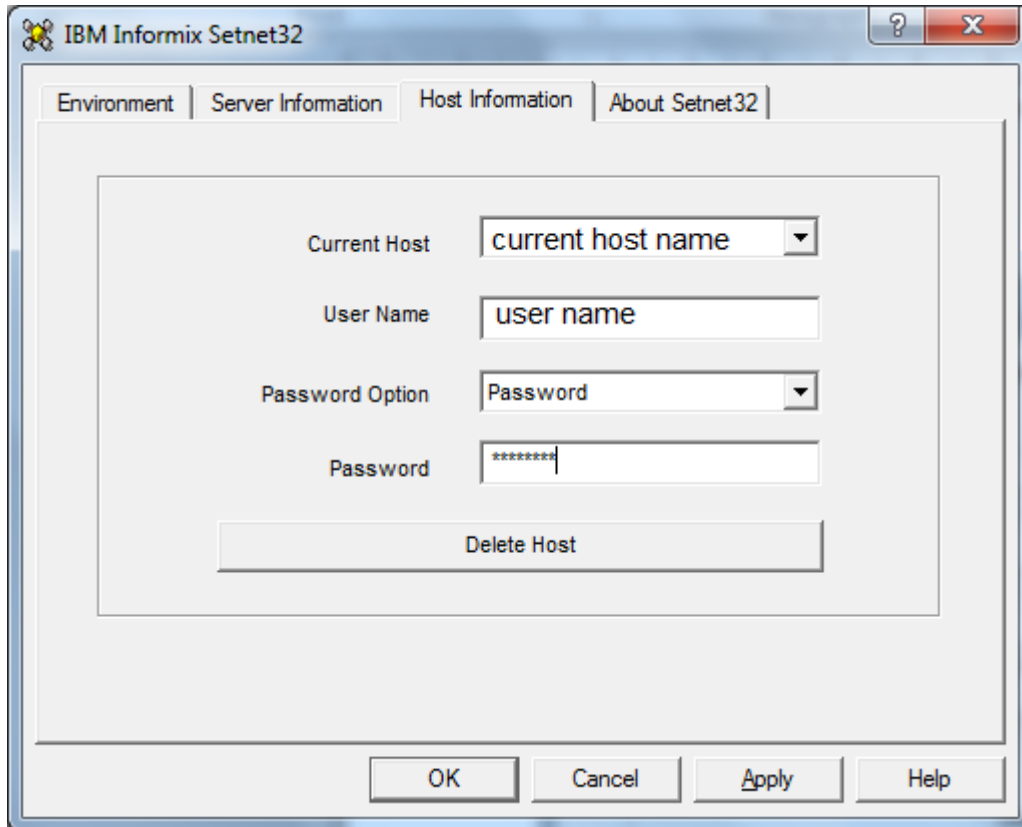 IBM Informix Setnet32
Environment Server Information Host Information About Setnet32
Current Host current host name
User Name user name
Password Option Password
Password ********
Delete Host
OK Cancel Apply Help